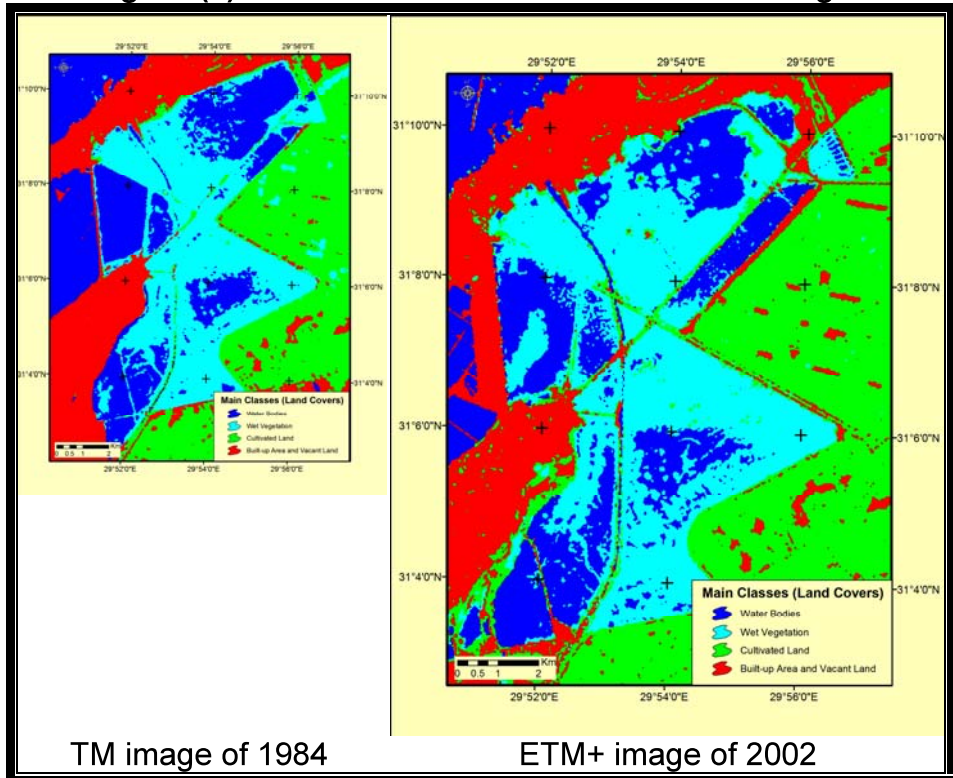 29°52'0"E 29°54'0"E 29°56'0"E
1°10'0"N 31°10'0"N
31°8'0"N 31°8'0"N
31°6'0"N 31°6'0"N
31°4'0"N 31°4'0"N
Main Classes (Land Covers)
Water Bodies
Wet Vegetation
Cultivated Land
Built-up Area and Vacant Land
Km
0 0.5 1 2
29°52'0"E 29°54'0"E 29°56'0"E
TM image of 1984
29°52'0"E 29°54'0"E 29°56'0"E
31°10'0"N 31°10'0"N
31°8'0"N 31°8'0"N
31°6'0"N 31°6'0"N
31°4'0"N 31°4'0"N
Main Classes (Land Covers)
Water Bodies
Wet Vegetation
Cultivated Land
Built-up Area and Vacant Land
Km
0 0.5 1 2
29°52'0"E 29°54'0"E 29°56'0"E
ETM+ image of 2002